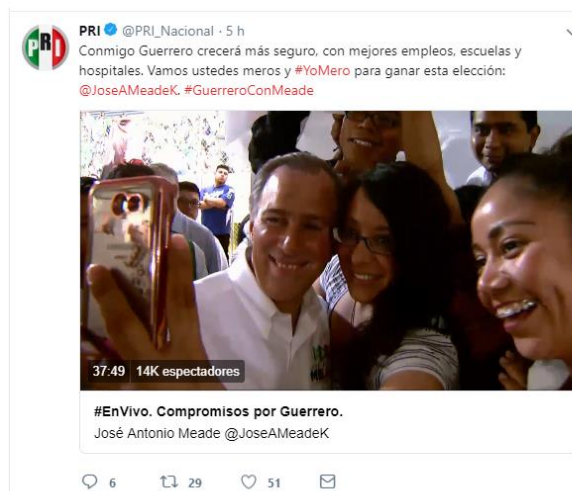 PRI @PRI_Nacional · 5 h
Conmigo Guerrero crecerá más seguro, con mejores empleos, escuelas y
hospitales. Vamos ustedes meros y #YoMero para ganar esta elección:
@JoseAMeadeK. #GuerreroConMeade
PRI
37:49 14K espectadores
#EnVivo. Compromisos por Guerrero.
José Antonio Meade @JoseAMeadeK
6 29 51